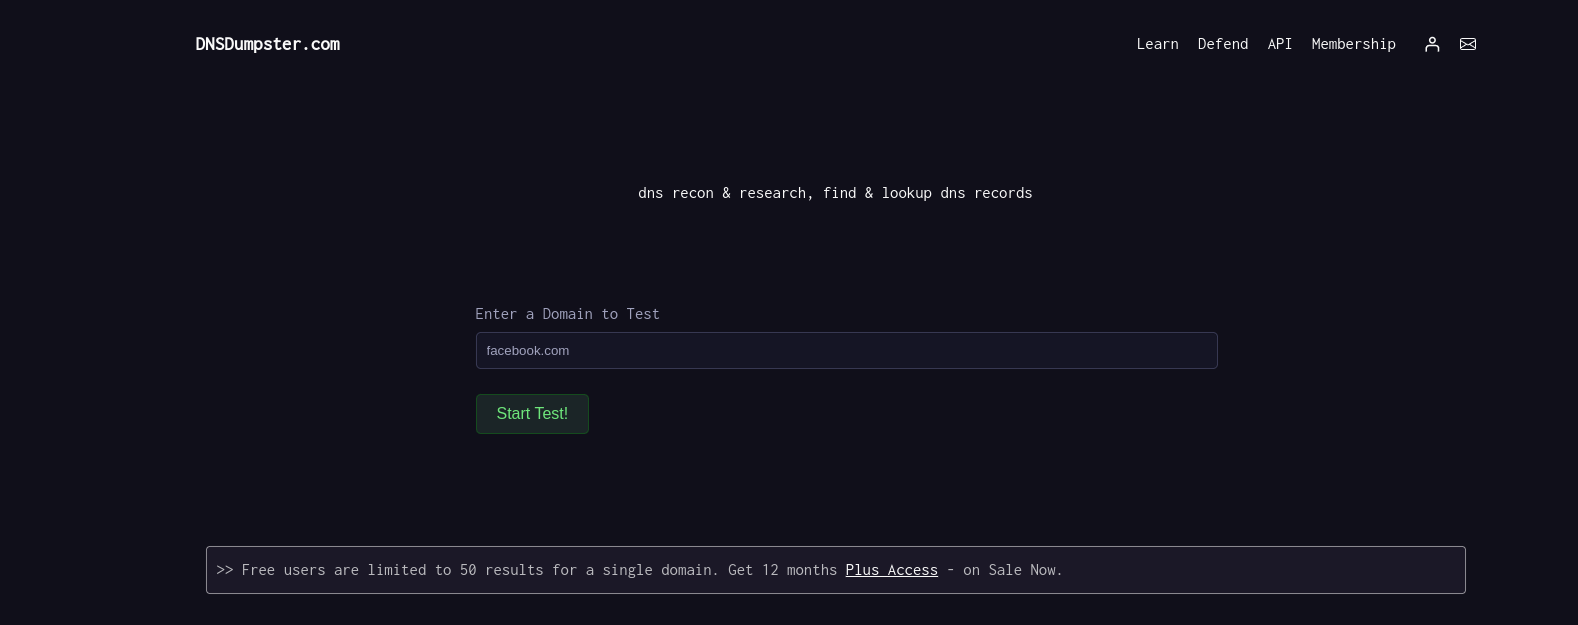 DNSDumpster.com
Learn Defend API Membership
dns recon & research, find & lookup dns records
Enter a Domain to Test
facebook.com
Start Test!
>> Free users are limited to 50 results for a single domain. Get 12 months Plus Access - on Sale Now.